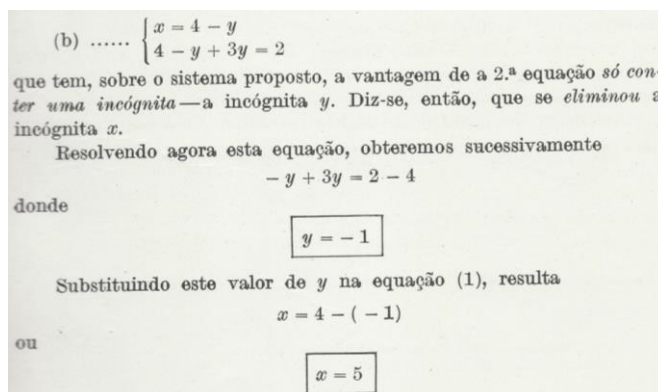 (b) ...... { x = 4 − y
4 − y + 3y = 2
que tem, sobre o sistema proposto, a vantagem de a 2.ª equação só con-
ter uma incógnita — a incógnita y. Diz-se, então, que se eliminou a
incógnita x.
Resolvendo agora esta equação, obteremos sucessivamente
− y + 3y = 2 − 4
donde
y = − 1
Substituindo este valor de y na equação (1), resulta
x = 4 − ( − 1)
ou
x = 5